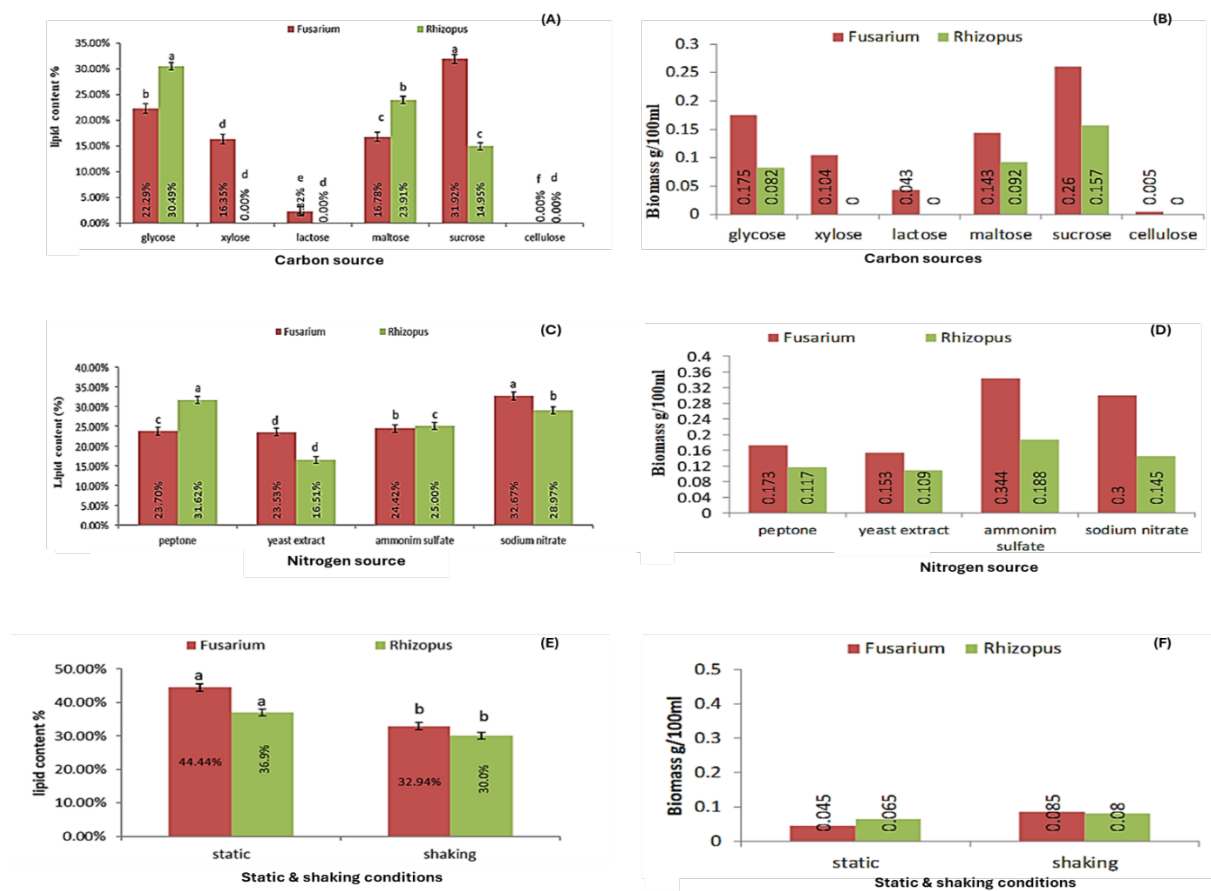 (A)
Fusarium Rhizopus
lipid content %
35.00%
30.00%
25.00%
20.00%
15.00%
10.00%
5.00%
0.00%
b a d d e d c b a c f d
22.29% 30.49% 16.35% 0.00% 0.00% 16.78% 23.91% 31.92% 14.95% 0.00% 0.00%
glycose xylose lactose maltose sucrose cellulose
Carbon source
(B)
Fusarium Rhizopus
Biomass g/100ml
0.3
0.25
0.2
0.15
0.1
0.05
0
0.175 0.082 0.104 0 0.043 0 0.143 0.092 0.26 0.157 0.005 0
glycose xylose lactose maltose sucrose cellulose
Carbon sources
(C)
Fusarium Rhizopus
Lipid content (%)
40.00%
35.00%
30.00%
25.00%
20.00%
15.00%
10.00%
5.00%
0.00%
c a d d b c a b
23.70% 31.62% 23.53% 16.51% 24.42% 25.00% 32.67% 28.97%
peptone yeast extract ammonim sulfate sodium nitrate
Nitrogen source
(D)
Fusarium Rhizopus
Biomass g/100ml
0.4
0.36
0.32
0.28
0.24
0.2
0.16
0.12
0.08
0.04
0
0.173 0.117 0.153 0.109 0.344 0.188 0.3 0.145
peptone yeast extract ammonim sodium nitrate
sulfate
Nitrogen source
(E)
Fusarium Rhizopus
lipid content %
50.00%
40.00%
30.00%
20.00%
10.00%
0.00%
a a b b
44.44% 36.9% 32.94% 30.0%
static shaking
Static & shaking conditions
(F)
Fusarium Rhizopus
Biomass g/100ml
0.5
0.4
0.3
0.2
0.1
0
0.045 0.065 0.085 0.08
static shaking
Static & shaking conditions